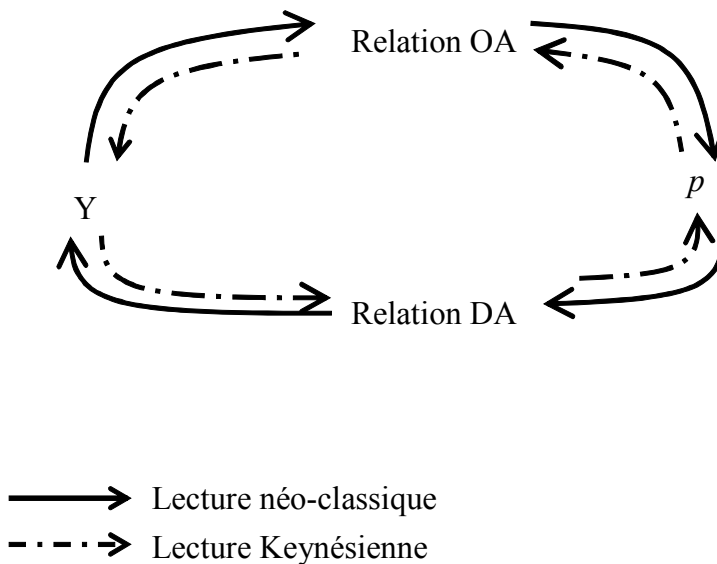 Relation OA
Y
p
Relation DA
Lecture néo-classique
Lecture Keynésienne